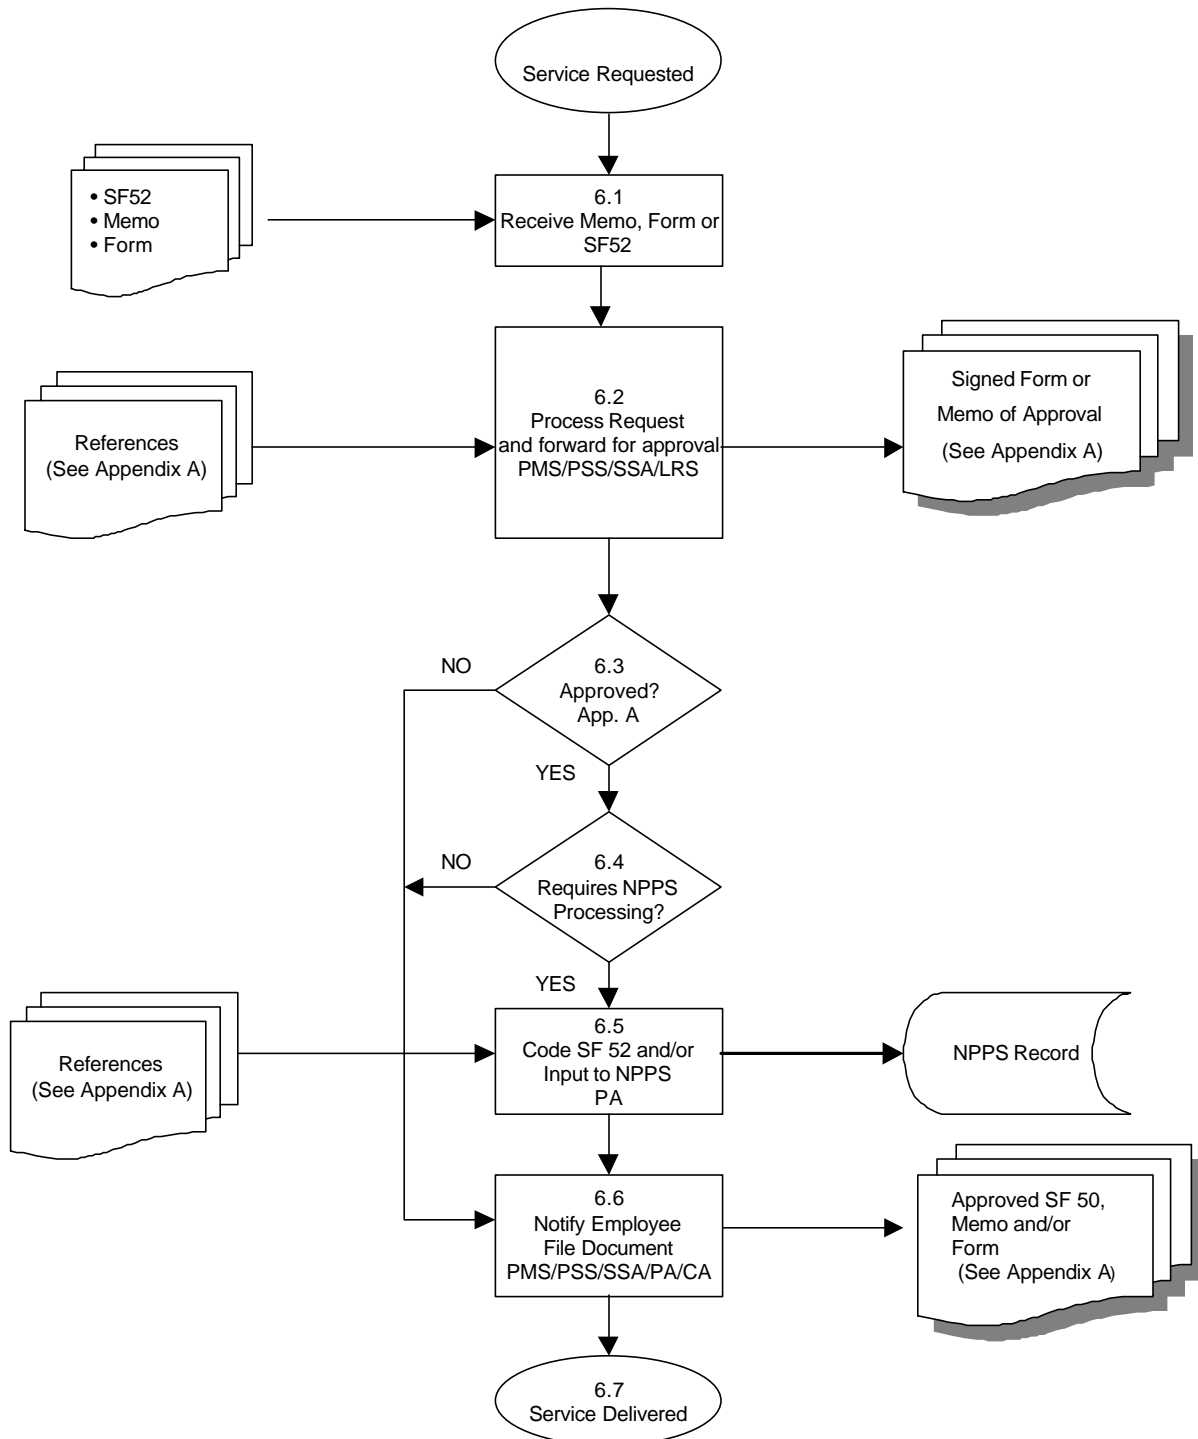 Service Requested
• SF52
• Memo
• Form
6.1
Receive Memo, Form or
SF52
References
(See Appendix A)
6.2
Process Request
and forward for approval
PMS/PSS/SSA/LRS
Signed Form or
Memo of Approval
(See Appendix A)
NO
6.3
Approved?
App. A
YES
NO
6.4
Requires NPPS
Processing?
YES
References
(See Appendix A)
6.5
Code SF 52 and/or
Input to NPPS
PA
NPPS Record
6.6
Notify Employee
File Document
PMS/PSS/SSA/PA/CA
Approved SF 50,
Memo and/or
Form
(See Appendix A)
6.7
Service Delivered